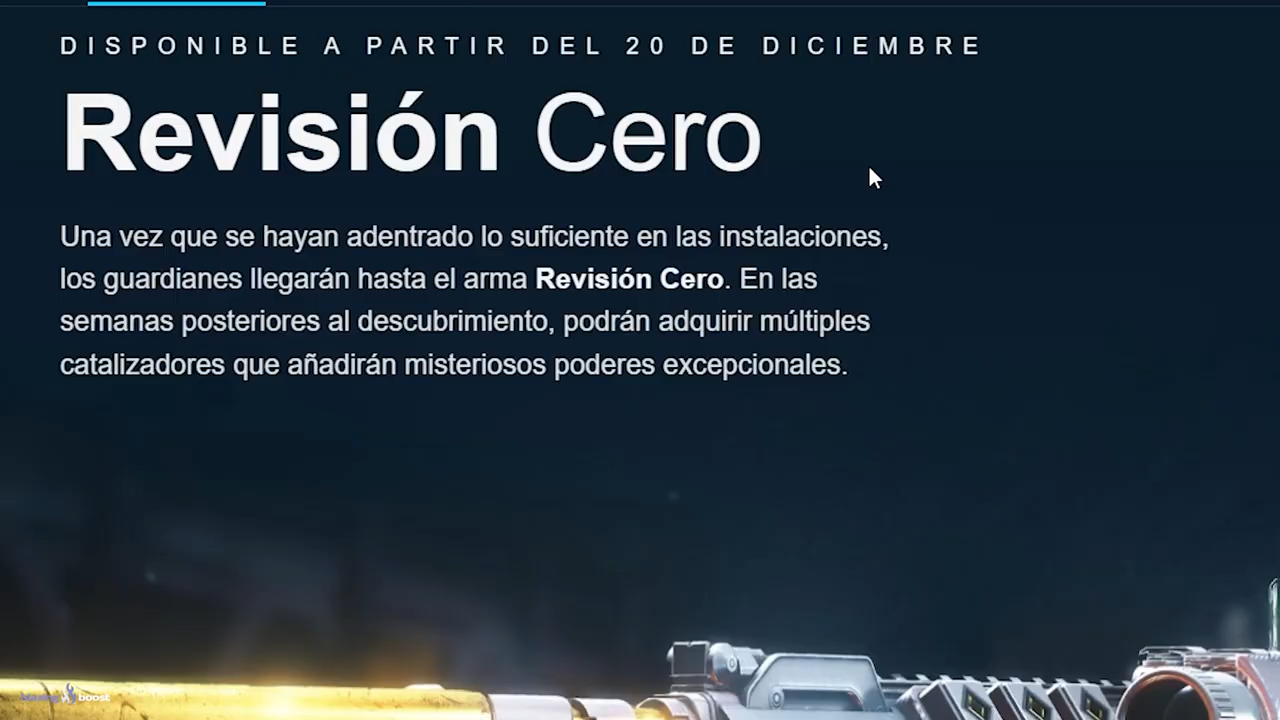 DISPONIBLE A PARTIR DEL 20 DE DICIEMBRE
Revisión Cero
Una vez que se hayan adentrado lo suficiente en las instalaciones,
los guardianes llegarán hasta el arma Revisión Cero. En las
semanas posteriores al descubrimiento, podrán adquirir múltiples
catalizadores que añadirán misteriosos poderes excepcionales.
boost